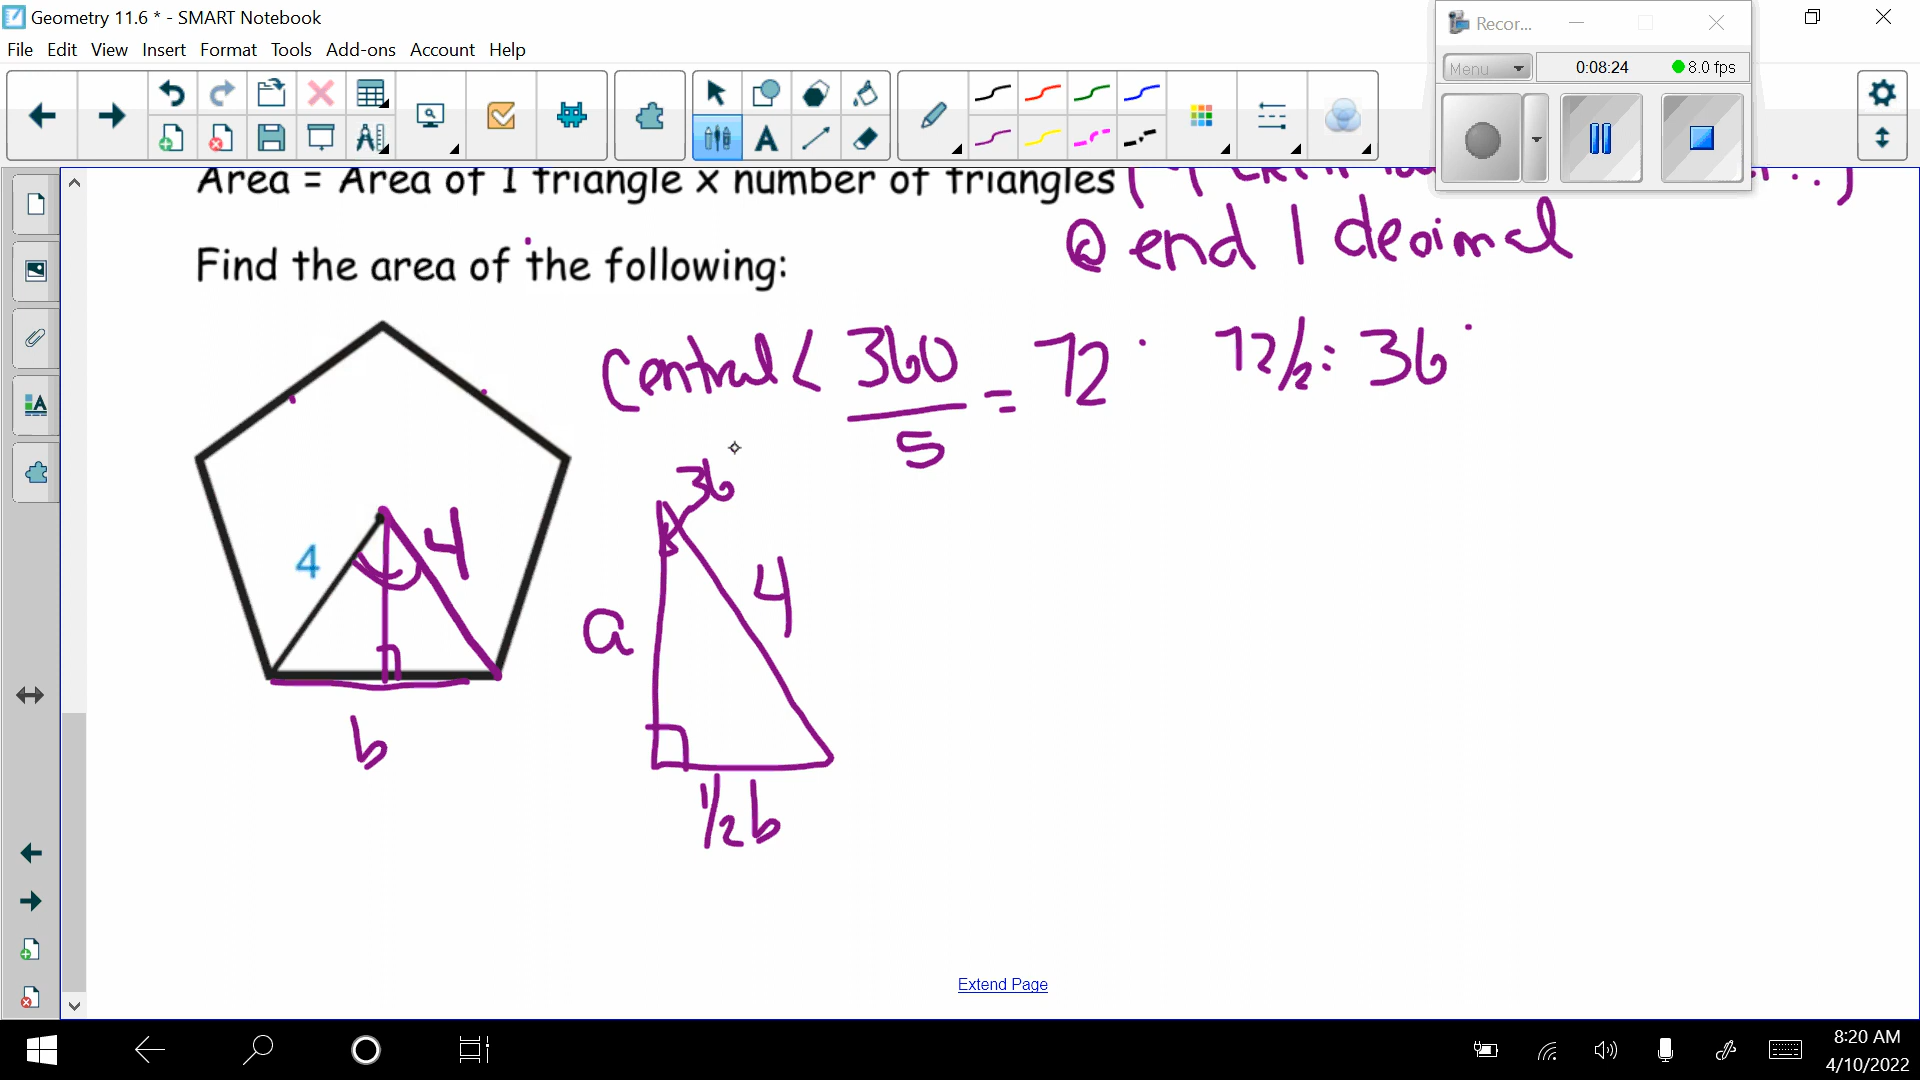 Geometry 11.6 * - SMART Notebook
File Edit View Insert Format Tools Add-ons Account Help
Recor...
Menu
0:08:24
8.0 fps
Area = Area of 1 triangle x number of triangles
@ end 1 decimal
Find the area of the following:
Central < 360/5 = 72° 72/2 = 36°
36
4
4
4
a
b
1/2 b
Extend Page
8:20 AM
4/10/2022